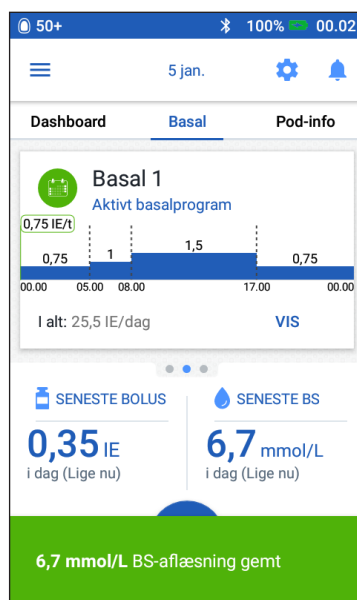 50+ 100% 00.02
5 jan.
Dashboard Basal Pod-info
Basal 1
Aktivt basalprogram
0,75 IE/t
0,75 1 1,5 0,75
00.00 05.00 08.00 17.00 00.00
I alt: 25,5 IE/dag VIS
SENESTE BOLUS SENESTE BS
0,35 IE 6,7 mmol/L
i dag (Lige nu) i dag (Lige nu)
6,7 mmol/L BS-aflæsning gemt